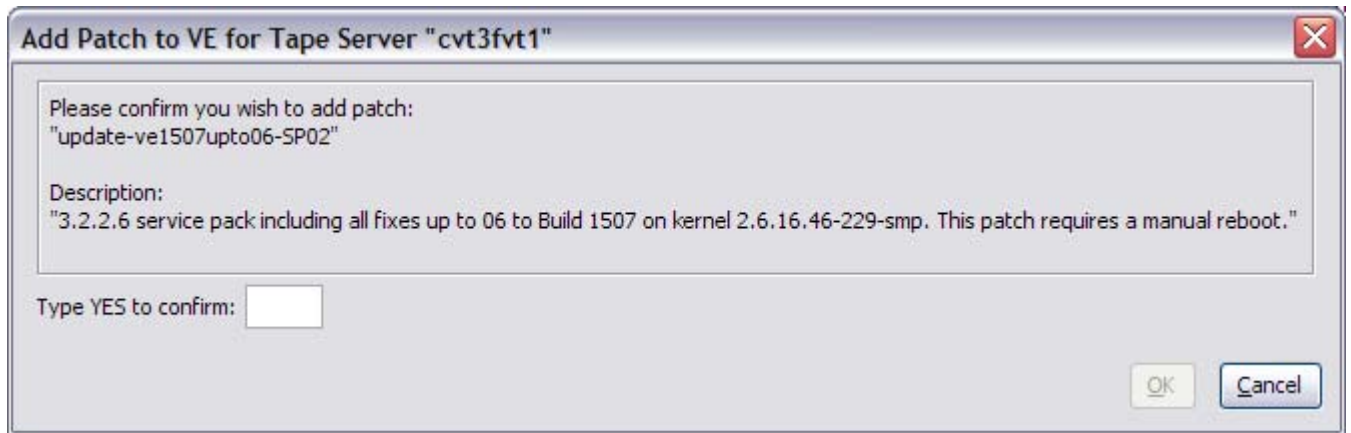 Add Patch to VE for Tape Server "cvt3fvt1"
Please confirm you wish to add patch:
"update-ve1507upto06-SP02"
Description:
"3.2.2.6 service pack including all fixes up to 06 to Build 1507 on kernel 2.6.16.46-229-smp. This patch requires a manual reboot."
Type YES to confirm:
OK
Cancel